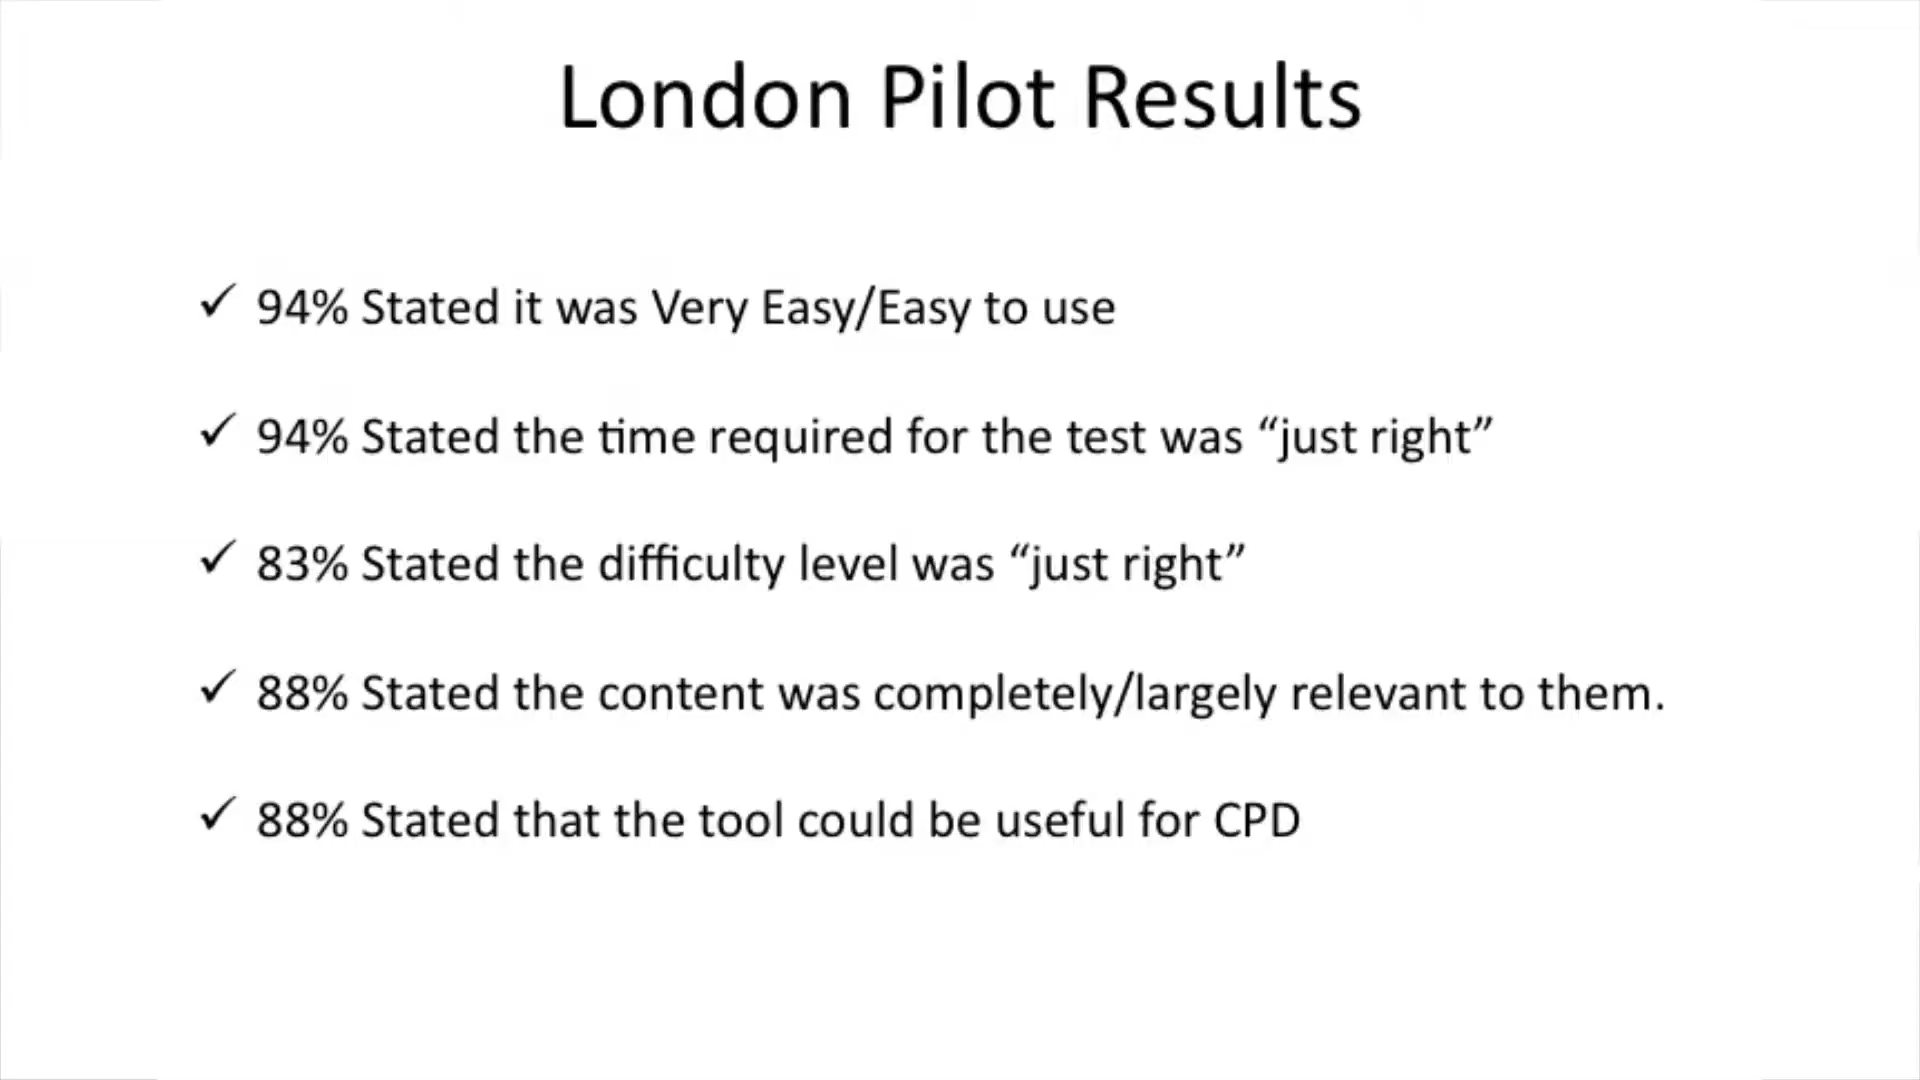 London Pilot Results
✓ 94% Stated it was Very Easy/Easy to use
✓ 94% Stated the time required for the test was “just right”
✓ 83% Stated the difficulty level was “just right”
✓ 88% Stated the content was completely/largely relevant to them.
✓ 88% Stated that the tool could be useful for CPD